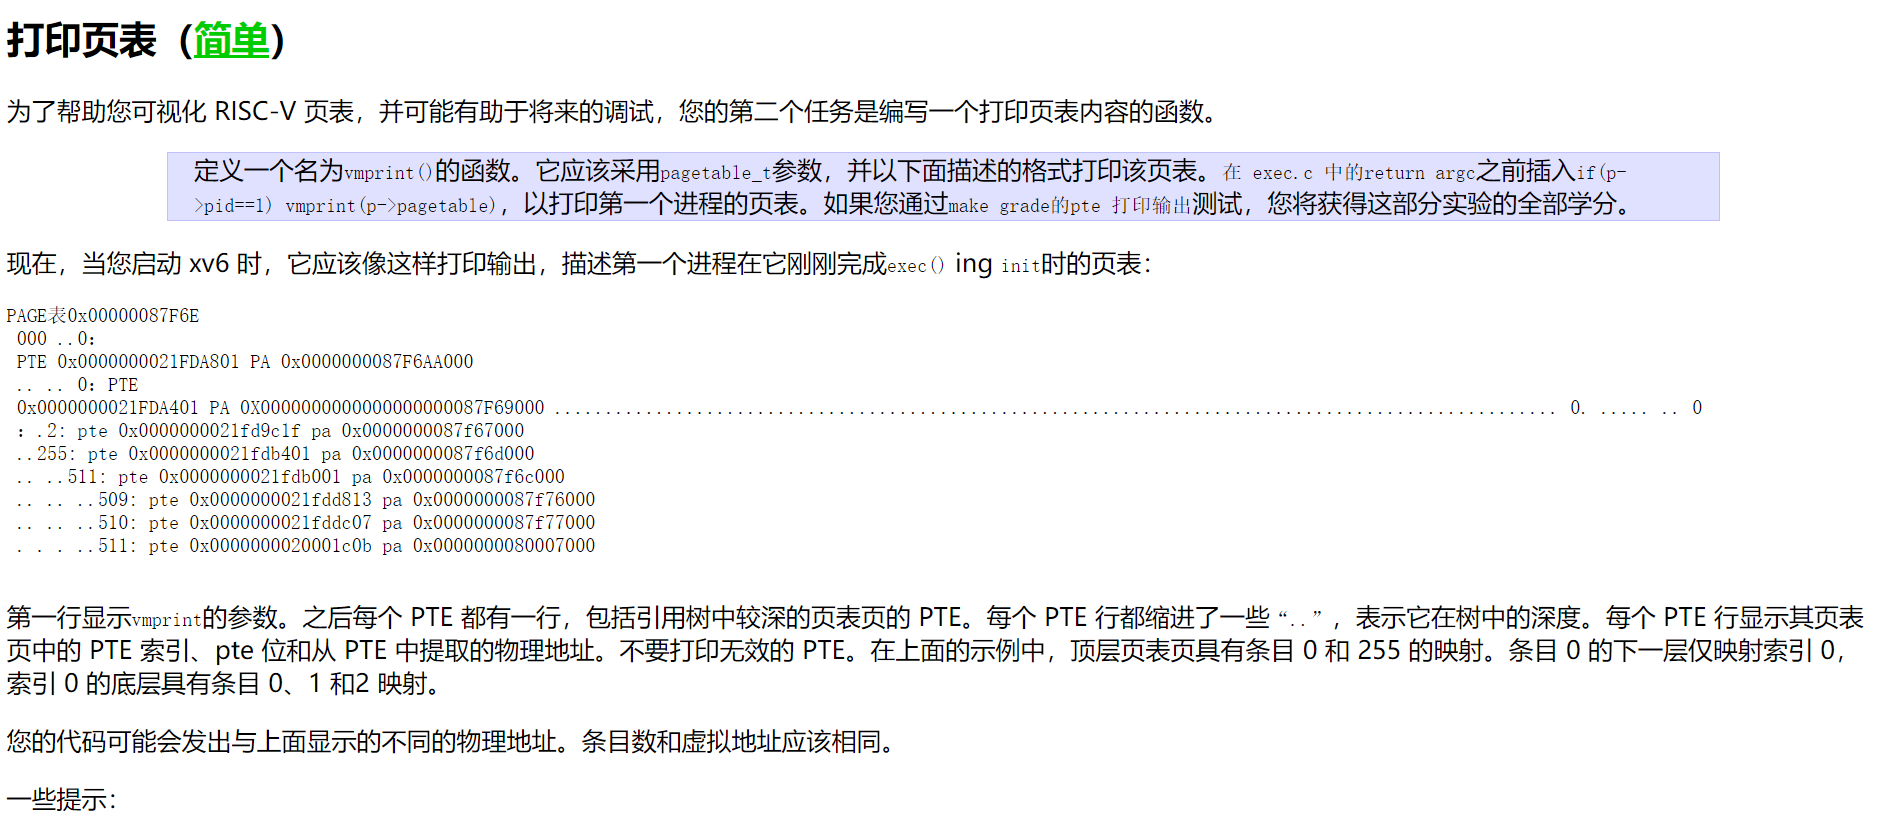 打印页表（简单）
为了帮助您可视化 RISC-V 页表，并可能有助于将来的调试，您的第二个任务是编写一个打印页表内容的函数。
定义一个名为vmprint()的函数。它应该采用pagetable_t参数，并以下面描述的格式打印该页表。在 exec.c 中的return argc之前插入if(p-
>pid==1) vmprint(p->pagetable)，以打印第一个进程的页表。如果您通过make grade的pte 打印输出测试，您将获得这部分实验的全部学分。
现在，当您启动 xv6 时，它应该像这样打印输出，描述第一个进程在它刚刚完成exec() ing init时的页表：
PAGE表0x00000087F6E
000 ..0：
PTE 0x0000000021FDA801 PA 0x0000000087F6AA000
.. .. 0：PTE
0x0000000021FDA401 PA 0X0000000000000000000087F69000 ................................................................................................... 0. ..... .. 0
：.2: pte 0x0000000021fd9c1f pa 0x0000000087f67000
..255: pte 0x0000000021fdb401 pa 0x0000000087f6d000
.. ..511: pte 0x0000000021fdb001 pa 0x0000000087f6c000
.. .. ..509: pte 0x0000000021fdd813 pa 0x0000000087f76000
.. .. ..510: pte 0x0000000021fddc07 pa 0x0000000087f77000
. . . ..511: pte 0x0000000020001c0b pa 0x0000000080007000
第一行显示vmprint的参数。之后每个 PTE 都有一行，包括引用树中较深的页表页的 PTE。每个 PTE 行都缩进了一些 “..” ，表示它在树中的深度。每个 PTE 行显示其页表
页中的 PTE 索引、pte 位和从 PTE 中提取的物理地址。不要打印无效的 PTE。在上面的示例中，顶层页表页具有条目 0 和 255 的映射。条目 0 的下一层仅映射索引 0，
索引 0 的底层具有条目 0、1 和2 映射。
您的代码可能会发出与上面显示的不同的物理地址。条目数和虚拟地址应该相同。
一些提示：